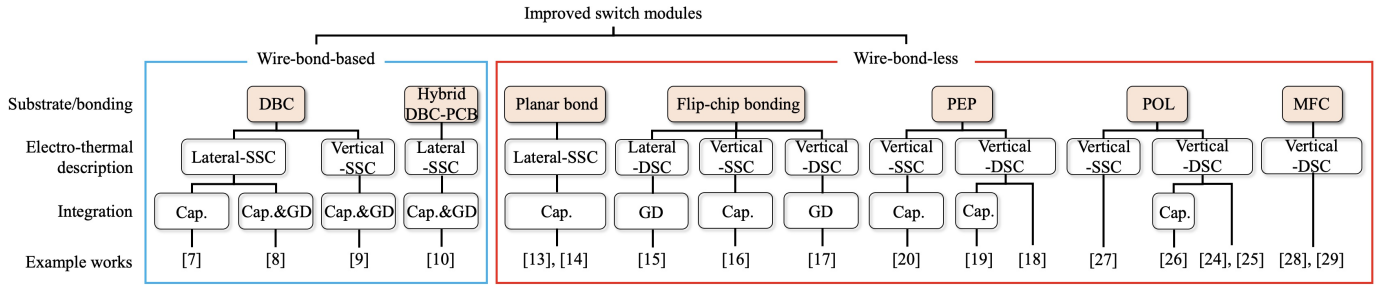 Improved switch modules
Wire-bond-based
Wire-bond-less
Substrate/bonding
DBC
Hybrid
DBC-PCB
Planar bond
Flip-chip bonding
PEP
POL
MFC
Electro-thermal
description
Lateral-SSC
Vertical
-SSC
Lateral
-SSC
Lateral-SSC
Lateral
-DSC
Vertical
-SSC
Vertical
-DSC
Vertical
-SSC
Vertical
-DSC
Vertical
-SSC
Vertical
-DSC
Vertical
-DSC
Integration
Cap.
Cap.&GD
Cap.&GD
Cap.&GD
Cap.
GD
Cap.
GD
Cap.
Cap.
Cap.
Example works
[7]
[8]
[9]
[10]
[13], [14]
[15]
[16]
[17]
[20]
[19]
[18]
[27]
[26]
[24], [25]
[28], [29]